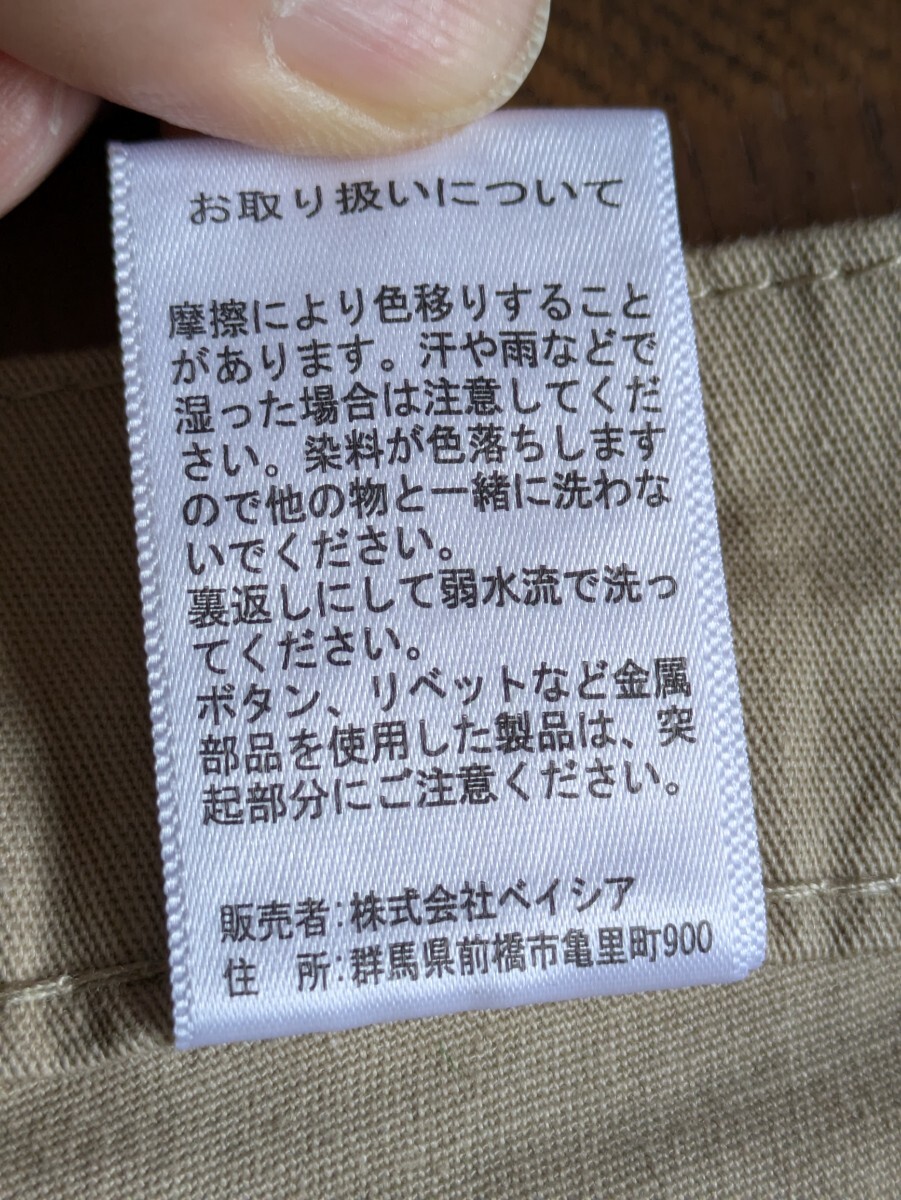 お取り扱いについて
摩擦により色移りすること
があります。汗や雨などで
湿った場合は注意してくだ
さい。染料が色落ちします
ので他の物と一緒に洗わな
いでください。
裏返しにして弱水流で洗っ
てください。
ボタン、リベットなど金属
部品を使用した製品は、突
起部分にご注意ください。
販売者:株式会社ベイシア
住　所:群馬県前橋市亀里町900